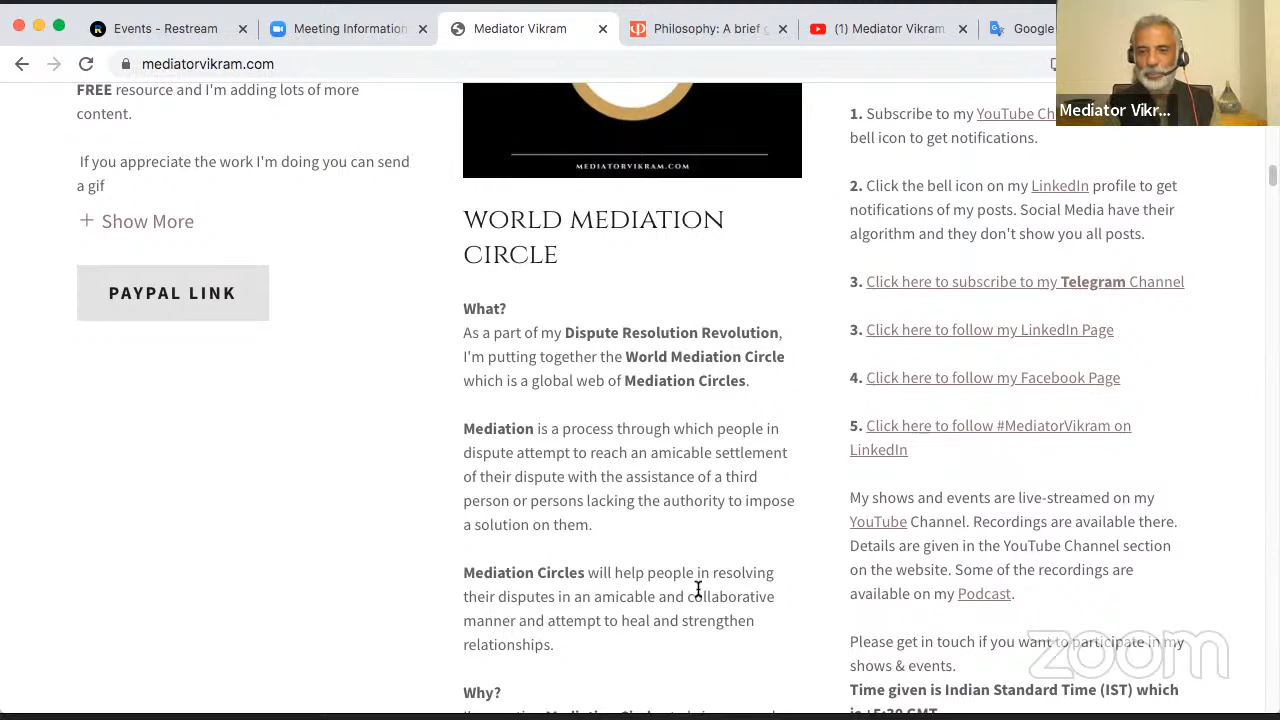 Events - Restream
Meeting Information
Mediator Vikram
Philosophy: A brief g
(1) Mediator Vikram
Google
mediatorvikram.com
Mediator Vikr...
FREE resource and I'm adding lots of more
content.
If you appreciate the work I'm doing you can send
a gif
+ Show More
PAYPAL LINK
MEDIATORVIKRAM.COM
WORLD MEDIATION
CIRCLE
What?
As a part of my Dispute Resolution Revolution,
I'm putting together the World Mediation Circle
which is a global web of Mediation Circles.
Mediation is a process through which people in
dispute attempt to reach an amicable settlement
of their dispute with the assistance of a third
person or persons lacking the authority to impose
a solution on them.
Mediation Circles will help people in resolving
their disputes in an amicable and collaborative
manner and attempt to heal and strengthen
relationships.
Why?
1. Subscribe to my YouTube Ch
bell icon to get notifications.
2. Click the bell icon on my LinkedIn profile to get
notifications of my posts. Social Media have their
algorithm and they don't show you all posts.
3. Click here to subscribe to my Telegram Channel
3. Click here to follow my LinkedIn Page
4. Click here to follow my Facebook Page
5. Click here to follow #MediatorVikram on
LinkedIn
My shows and events are live-streamed on my
YouTube Channel. Recordings are available there.
Details are given in the YouTube Channel section
on the website. Some of the recordings are
available on my Podcast.
Please get in touch if you want to participate in my
shows & events.
Time given is Indian Standard Time (IST) which
is +5:30 GMT
zoom